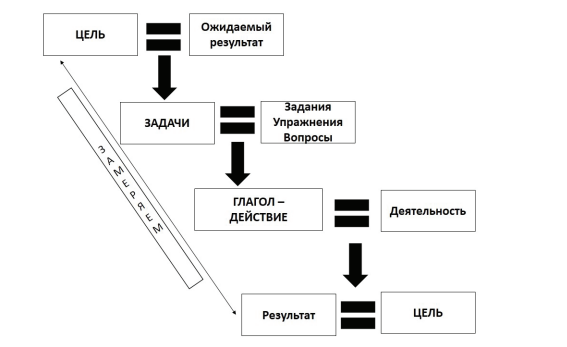 ЦЕЛЬ
Ожидаемый
результат
ЗАДАЧИ
Задания
Упражнения
Вопросы
ГЛАГОЛ –
ДЕЙСТВИЕ
Деятельность
ЗАМЕРЯЕМ
Результат
ЦЕЛЬ